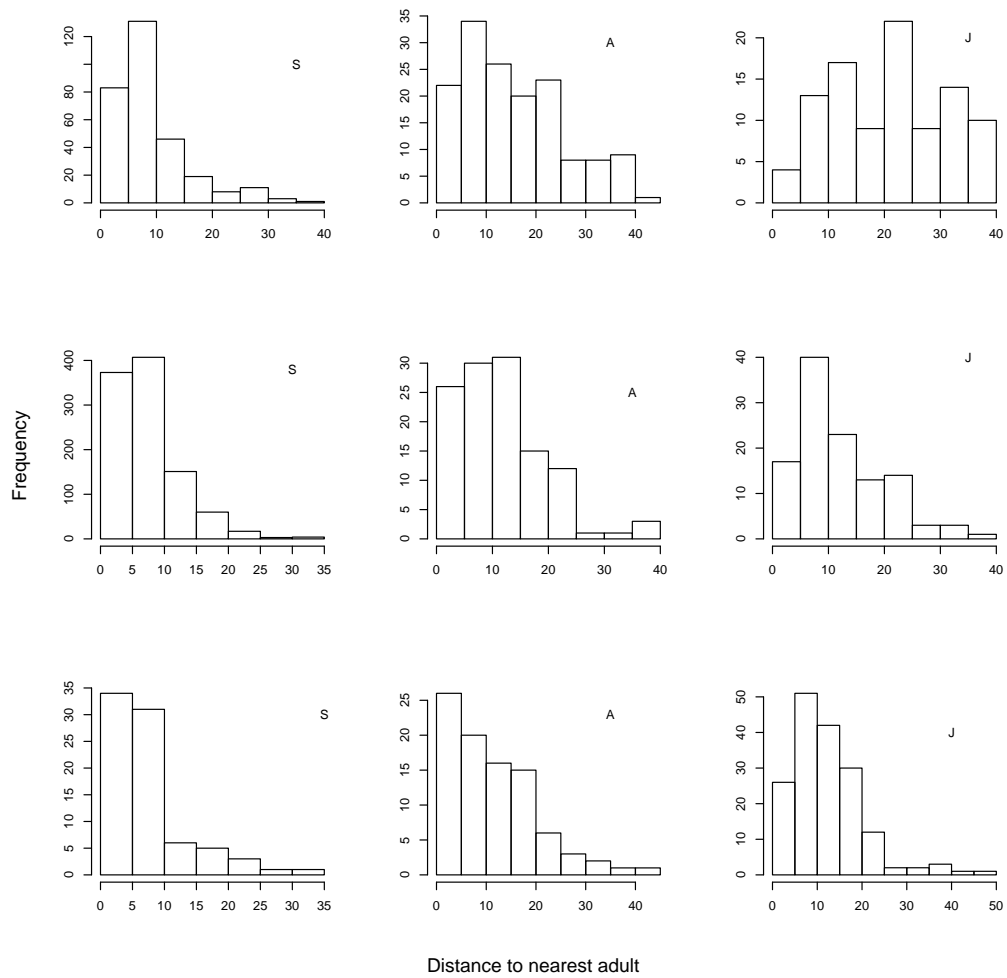 S
0 20 40 60 80 120
0 10 20 30 40
A
0 5 10 15 20 25 30 35
0 10 20 30 40
J
0 5 10 15 20
0 10 20 30 40
Frequency
S
0 100 200 300 400
0 5 10 15 20 25 30 35
A
0 5 10 15 20 25 30
0 10 20 30 40
J
0 10 20 30 40
0 10 20 30 40 50
S
0 5 10 15 20 25 30 35
0 5 10 15 20 25 30 35
A
0 5 10 15 20 25
0 10 20 30 40
J
0 10 20 30 40 50
0 10 20 30 40 50
Distance to nearest adult